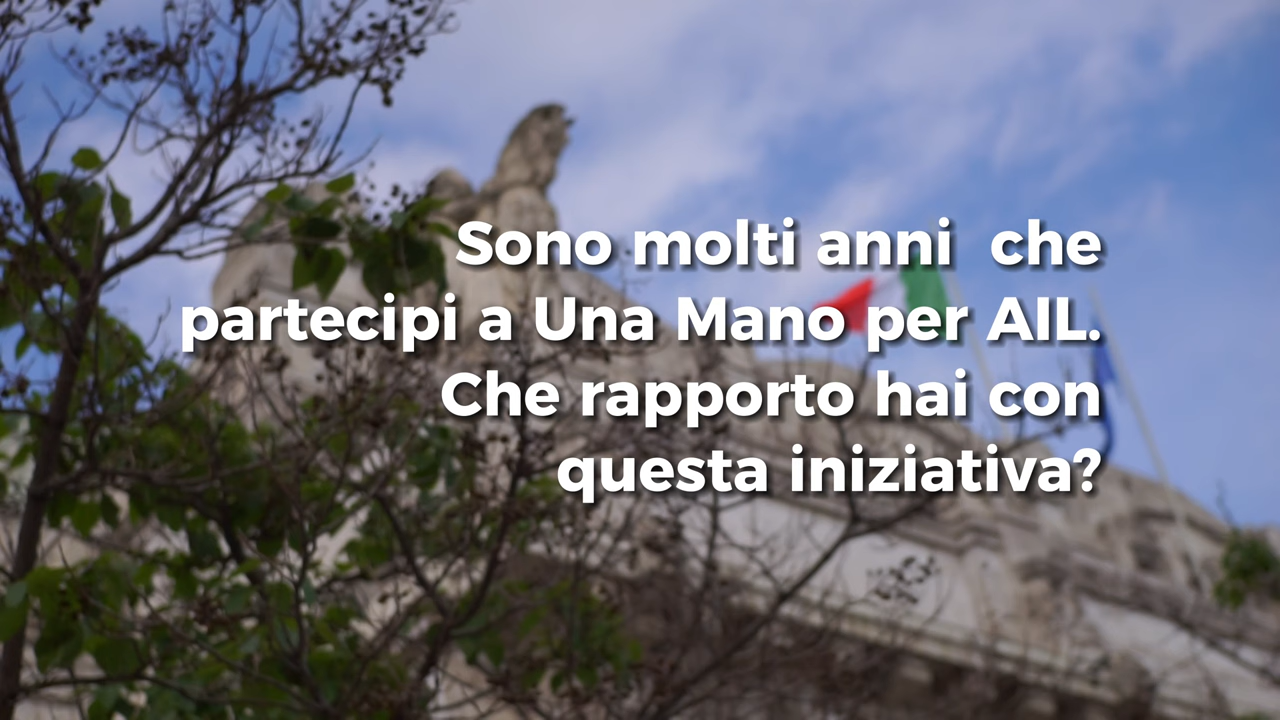 Sono molti anni  che
partecipi a Una Mano per AIL.
Che rapporto hai con
questa iniziativa?